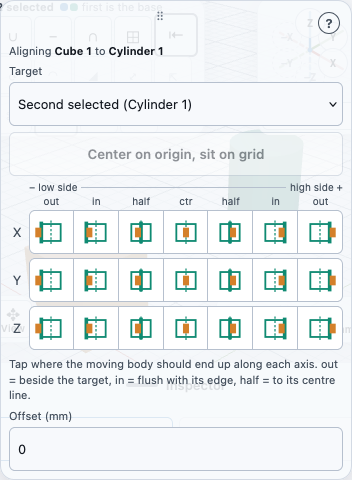 selected first is the base
?
Aligning Cube 1 to Cylinder 1
Target
Second selected (Cylinder 1)
Center on origin, sit on grid
− low side high side +
out in half ctr half in out
X
Y
Z
Tap where the moving body should end up along each axis. out
= beside the target, in = flush with its edge, half = to its centre
line.
Offset (mm)
0